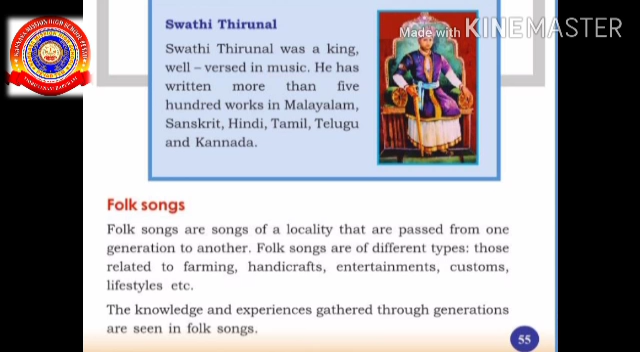 Swathi Thirunal
Made with KINEMASTER
Swathi Thirunal was a king,
well – versed in music. He has
written more than five
hundred works in Malayalam,
Sanskrit, Hindi, Tamil, Telugu
and Kannada.
Folk songs
Folk songs are songs of a locality that are passed from one
generation to another. Folk songs are of different types: those
related to farming, handicrafts, entertainments, customs,
lifestyles etc.
The knowledge and experiences gathered through generations
are seen in folk songs.
55